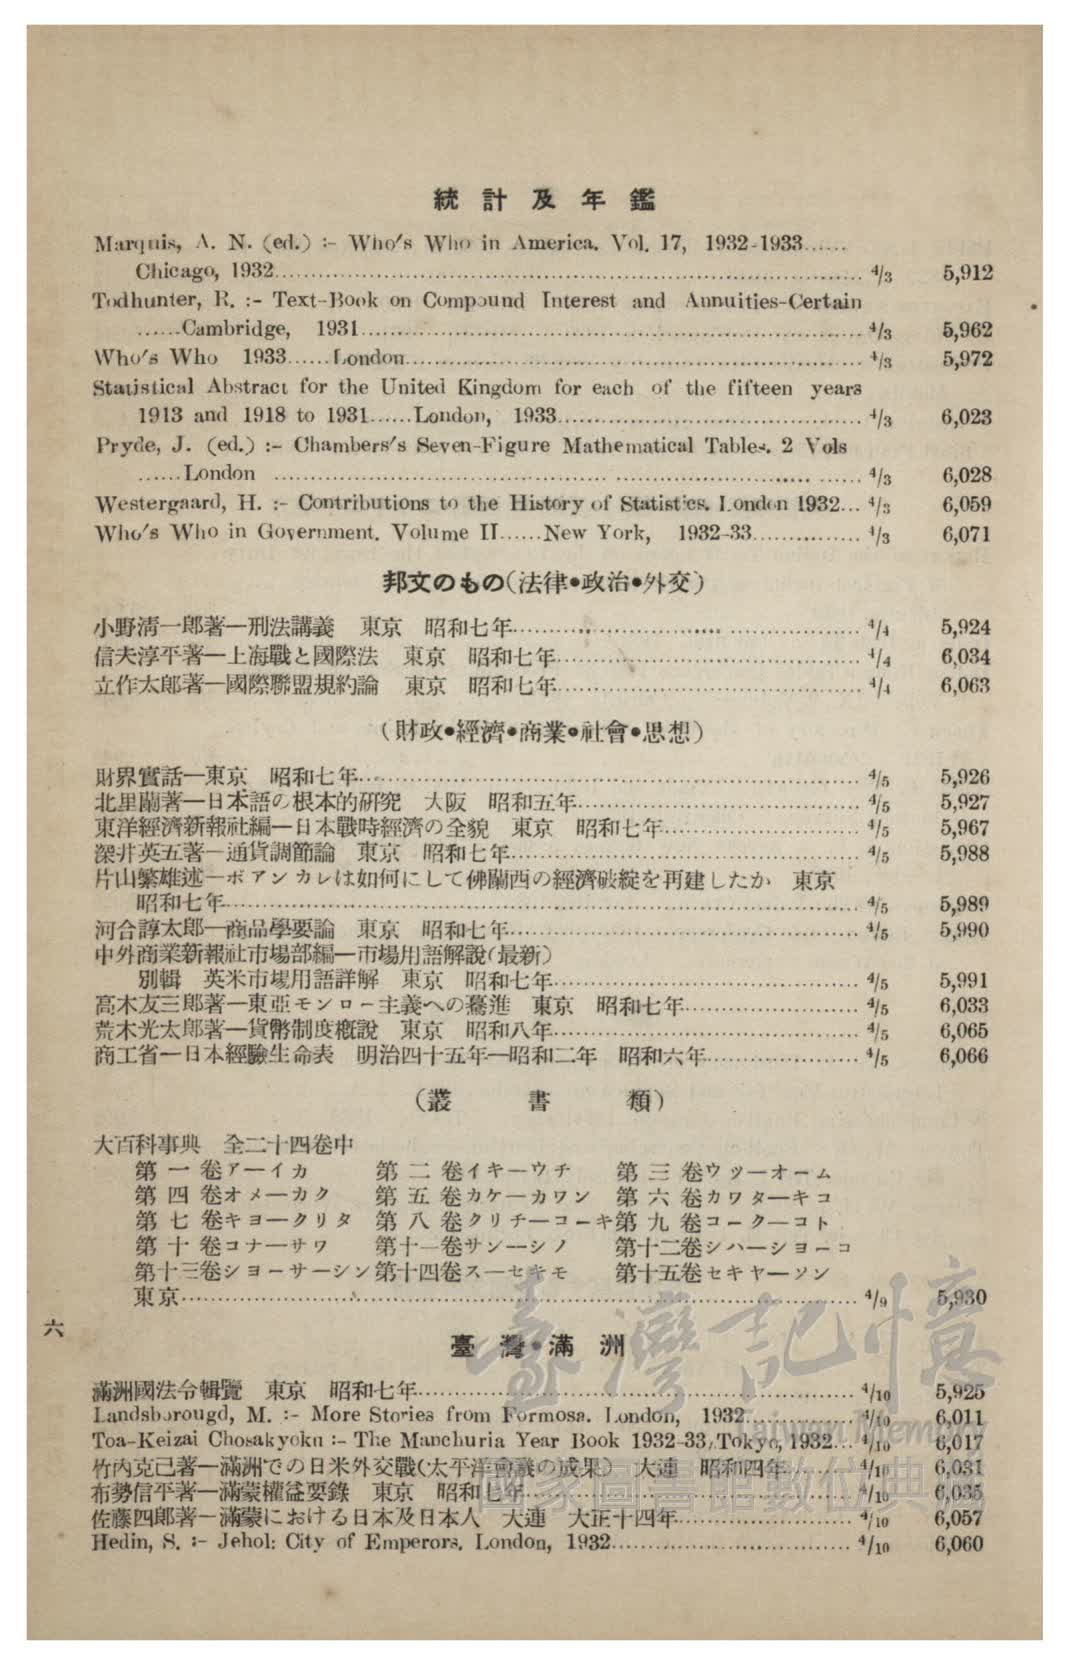 統計及年鑑
Marquis, A. N. (ed.) :- Who's Who in America. Vol. 17, 1932-1933......
Chicago, 1932........ 4/3 5,912
Todhunter, R. :- Text-Book on Compound Interest and Annuities-Certain
......Cambridge, 1931........ 4/3 5,962
Who's Who 1933......London........ 4/3 5,972
Statistical Abstract for the United Kingdom for each of the fifteen years
1913 and 1918 to 1931......London, 1933........ 4/3 6,023
Pryde, J. (ed.) :- Chambers's Seven-Figure Mathematical Tables. 2 Vols
......London ........ 4/3 6,028
Westergaard, H. :- Contributions to the History of Statistics. London 1932... 4/3 6,059
Who's Who in Government. Volume II......New York, 1932-33........ 4/3 6,071
邦文のもの(法律•政治•外交)
小野淸一郎著—刑法講義 東京 昭和七年........ 4/4 5,924
信夫淳平著—上海戰と國際法 東京 昭和七年........ 4/4 6,034
立作太郎著—國際聯盟規約論 東京 昭和七年........ 4/4 6,063
(財政•經濟•商業•社會•思想)
財界實話—東京 昭和七年........ 4/5 5,926
北里闌著—日本語の根本的硏究 大阪 昭和五年........ 4/5 5,927
東洋經濟新報社編—日本戰時經濟の全貌 東京 昭和七年........ 4/5 5,967
深井英五著—通貨調節論 東京 昭和七年........ 4/5 5,988
片山繁雄述—ボアンカレは如何にして佛蘭西の經濟破綻を再建したか 東京
昭和七年........ 4/5 5,989
河合諄太郎—商品學要論 東京 昭和七年........ 4/5 5,990
中外商業新報社市場部編—市場用語解說(最新)
別輯 英米市場用語詳解 東京 昭和七年........ 4/5 5,991
高木友三郎著—東亞モンロー主義への驀進 東京 昭和七年........ 4/5 6,033
荒木光太郎著—貨幣制度槪說 東京 昭和八年........ 4/5 6,065
商工省—日本經驗生命表 明治四十五年—昭和二年 昭和六年........ 4/5 6,066
(叢書類)
大百科事典 全二十四卷中
第一卷アーイカ 第二卷イキーウチ 第三卷ウツーオーム
第四卷オメーカク 第五卷カケーカワン 第六卷カワターキコ
第七卷キヨークリタ 第八卷クリチーコーキ 第九卷コークーコト
第十卷コナーサワ 第十一卷サンーシノ 第十二卷シハーショーコ
第十三卷ショーサーシン 第十四卷スーセキモ 第十五卷セキヤーソン
東京........ 4/9 5,930
六
臺灣•滿洲
滿洲國法令輯覽 東京 昭和七年........ 4/10 5,925
Landsborougd, M. :- More Stories from Formosa. London, 1932........ 4/10 6,011
Toa-Keizai Chosakyoku :- The Manchuria Year Book 1932-33, Tokyo, 1932... 4/10 6,017
竹內克己著—滿洲での日米外交戰(太平洋會議の成果) 大連 昭和四年........ 4/10 6,031
布勢信平著—滿蒙權益要錄 東京 昭和七年........ 4/10 6,035
佐藤四郎著—滿蒙における日本及日本人 大連 大正十四年........ 4/10 6,057
Hedin, S. :- Jehol: City of Emperors. London, 1932........ 4/10 6,060
臺灣記憶
Taiwan Memory
國家圖書館數位典藏